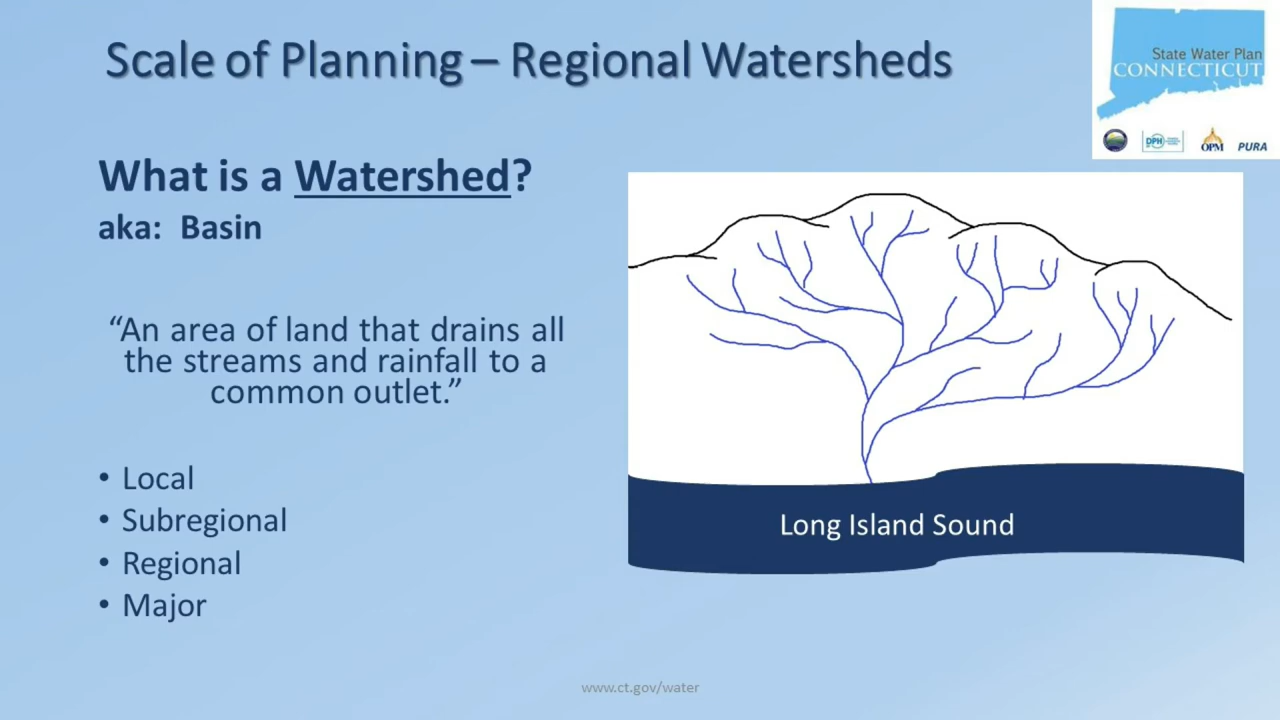 Scale of Planning – Regional Watersheds
State Water Plan
CONNECTICUT
DPH
OPM
PURA
What is a Watershed?
aka: Basin
“An area of land that drains all
the streams and rainfall to a
common outlet.”
• Local
• Subregional
• Regional
• Major
Long Island Sound
www.ct.gov/water